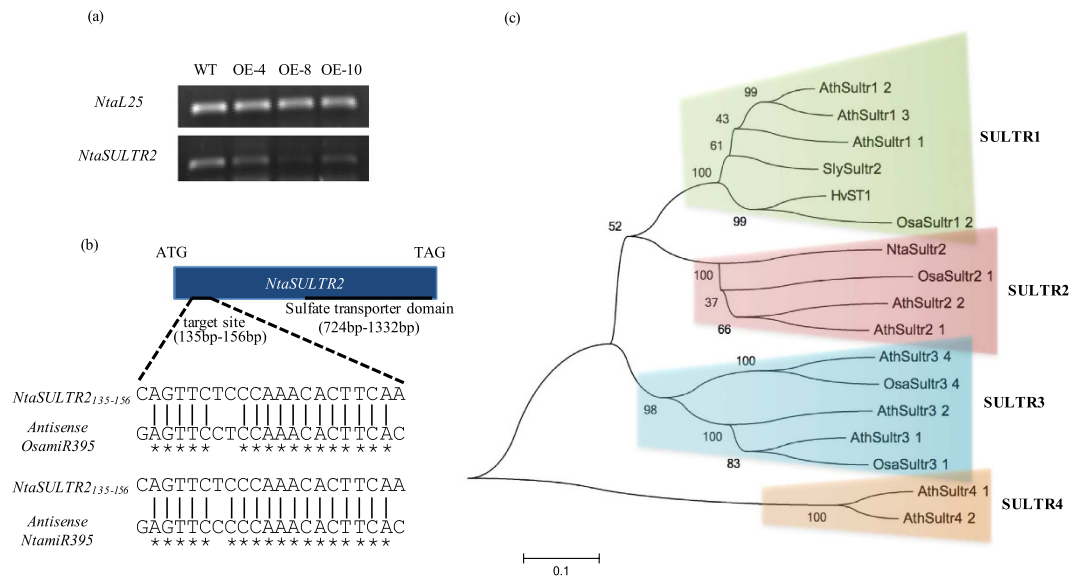 (a)
WT OE-4 OE-8 OE-10
NtaL25
NtaSULTR2
(b)
ATG TAG
NtaSULTR2
Sulfate transporter domain
(724bp-1332bp)
target site
(135bp-156bp)
NtaSULTR2135-156 CAGTTCTCCCAAACACTTCAA
Antisense
OsamiR395 GAGTTCCTCCAAACACTTCAC
***** ************
NtaSULTR2135-156 CAGTTCTCCCAAACACTTCAA
Antisense
NtamiR395 GAGTTCCCCCAAACACTTCAC
***** *************
(c)
99
43
61
100
99
52
100
37
66
100
98
100
83
100
AthSultr1 2
AthSultr1 3
AthSultr1 1
SlySultr2
HvST1
OsaSultr1 2
SULTR1
NtaSultr2
OsaSultr2 1
AthSultr2 2
AthSultr2 1
SULTR2
AthSultr3 4
OsaSultr3 4
AthSultr3 2
AthSultr3 1
OsaSultr3 1
SULTR3
AthSultr4 1
AthSultr4 2
SULTR4
0.1